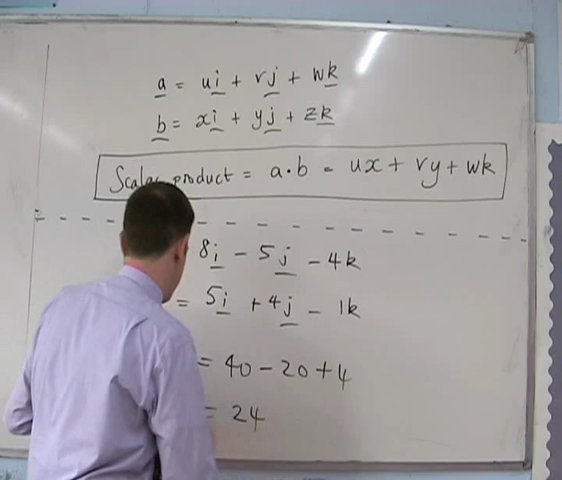 a = ui + vj + wk
b = xi + yj + zk
Scalar product = a·b = ux + vy + wk
8i - 5j - 4k
= 5i + 4j - 1k
= 40 - 20 + 4
= 24